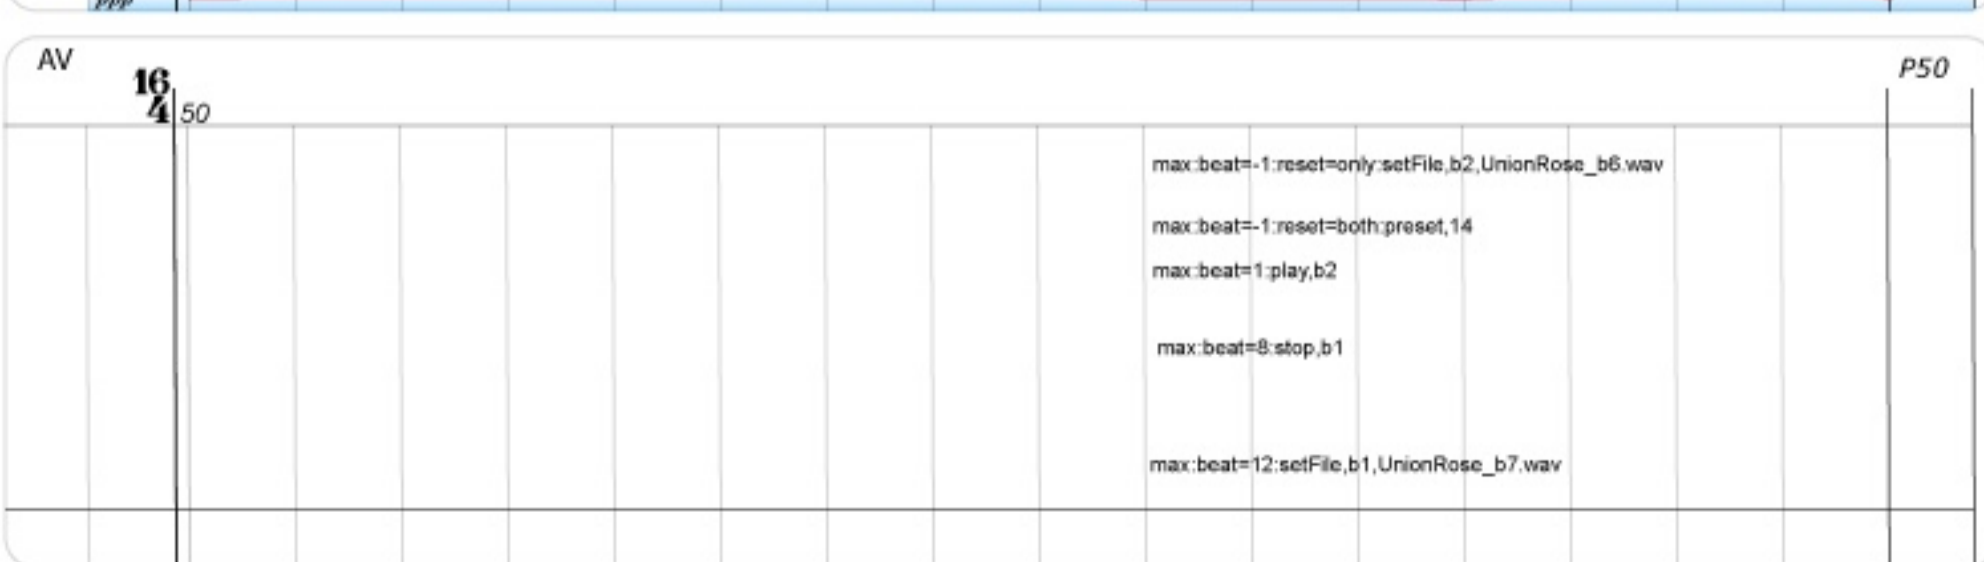 ppp
AV
16
4
50
P50
max:beat=-1:reset=only:setFile,b2,UnionRose_b6.wav
max:beat=-1:reset=both:preset,14
max:beat=1:play,b2
max:beat=8:stop,b1
max:beat=12:setFile,b1,UnionRose_b7.wav